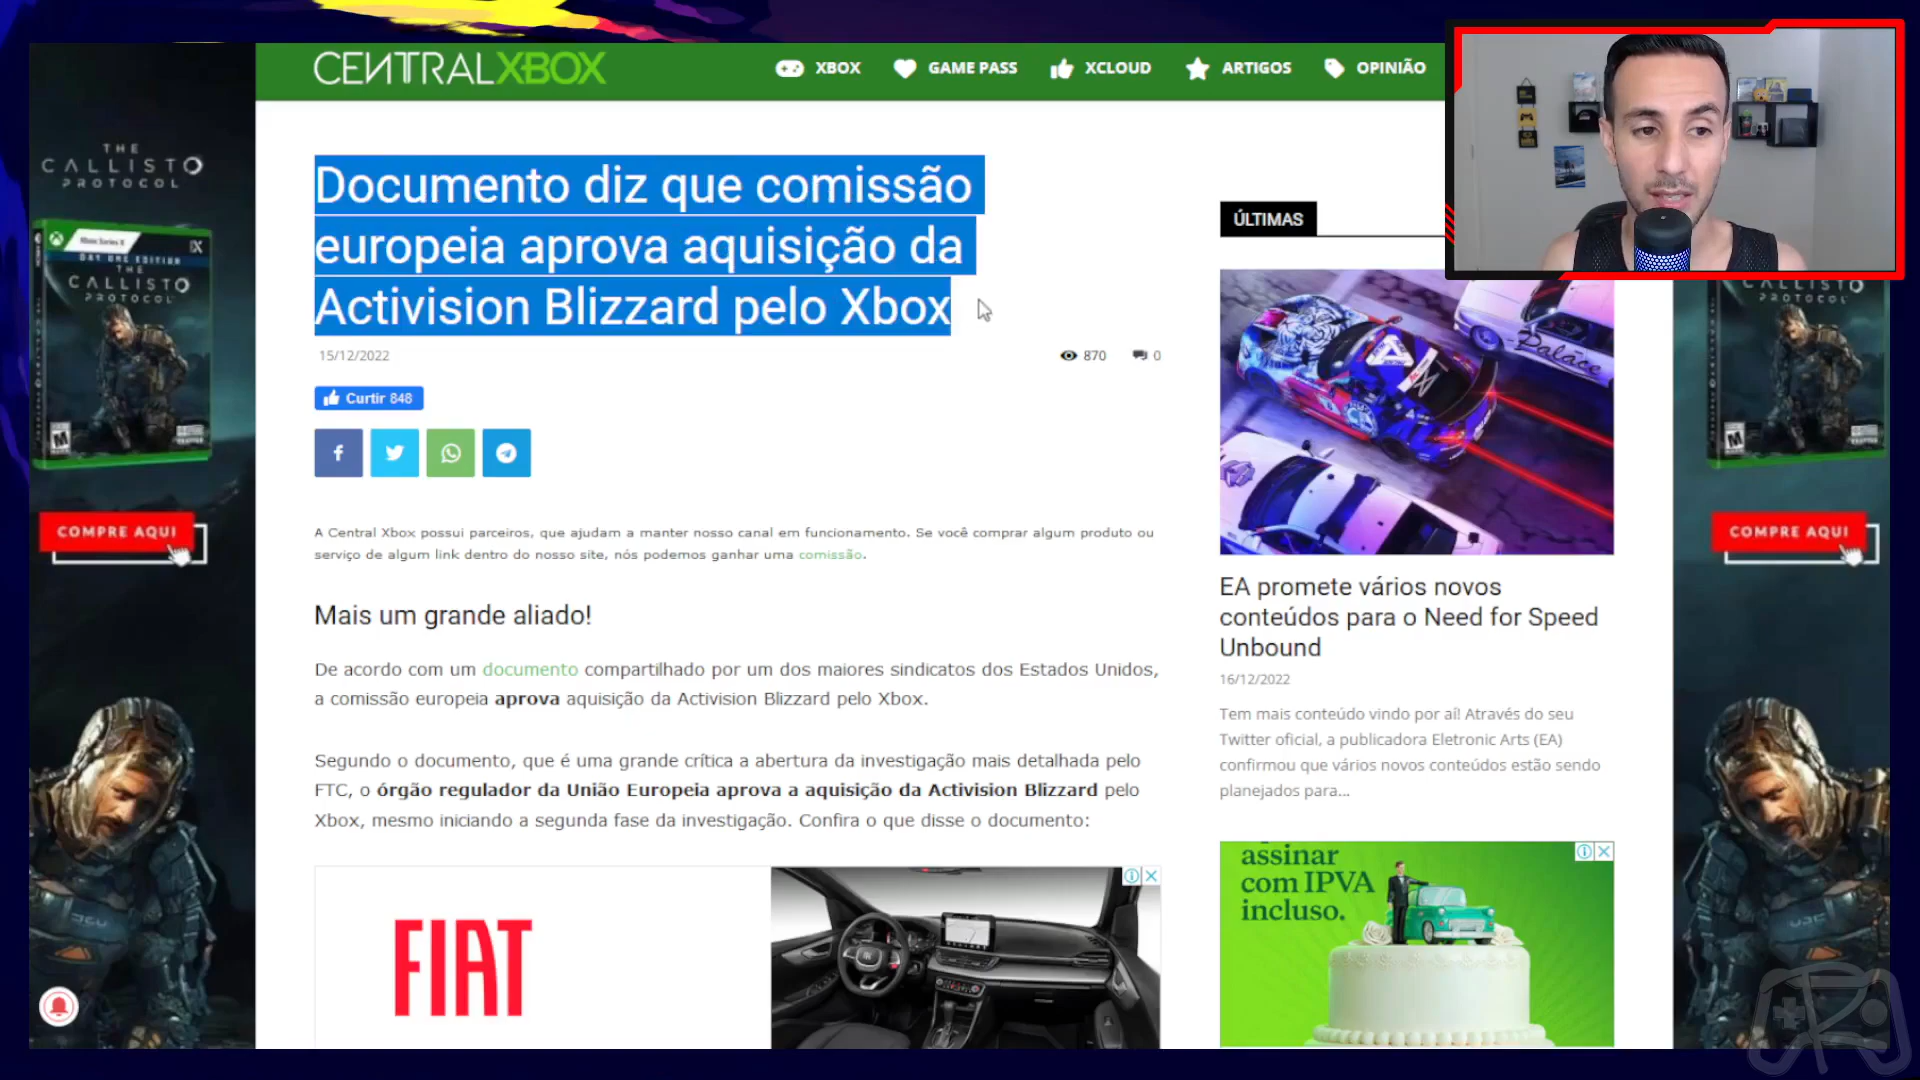 CENTRALXBOX
XBOX
GAME PASS
XCLOUD
ARTIGOS
OPINIÃO
THE
CALLISTO
PROTOCOL
Xbox Series X
DAY ONE EDITION
THE
CALLISTO
PROTOCOL
M
COMPRE AQUI
Documento diz que comissão
europeia aprova aquisição da
Activision Blizzard pelo Xbox
15/12/2022
870
0
Curtir 848
A Central Xbox possui parceiros, que ajudam a manter nosso canal em funcionamento. Se você comprar algum produto ou
serviço de algum link dentro do nosso site, nós podemos ganhar uma comissão.
Mais um grande aliado!
De acordo com um documento compartilhado por um dos maiores sindicatos dos Estados Unidos,
a comissão europeia aprova aquisição da Activision Blizzard pelo Xbox.
Segundo o documento, que é uma grande crítica a abertura da investigação mais detalhada pelo
FTC, o órgão regulador da União Europeia aprova a aquisição da Activision Blizzard pelo
Xbox, mesmo iniciando a segunda fase da investigação. Confira o que disse o documento:
FIAT
ÚLTIMAS
Palace
EA promete vários novos
conteúdos para o Need for Speed
Unbound
16/12/2022
Tem mais conteúdo vindo por aí! Através do seu
Twitter oficial, a publicadora Eletronic Arts (EA)
confirmou que vários novos conteúdos estão sendo
planejados para...
assinar
com IPVA
incluso.
CALLISTO
PROTOCOL
M
COMPRE AQUI